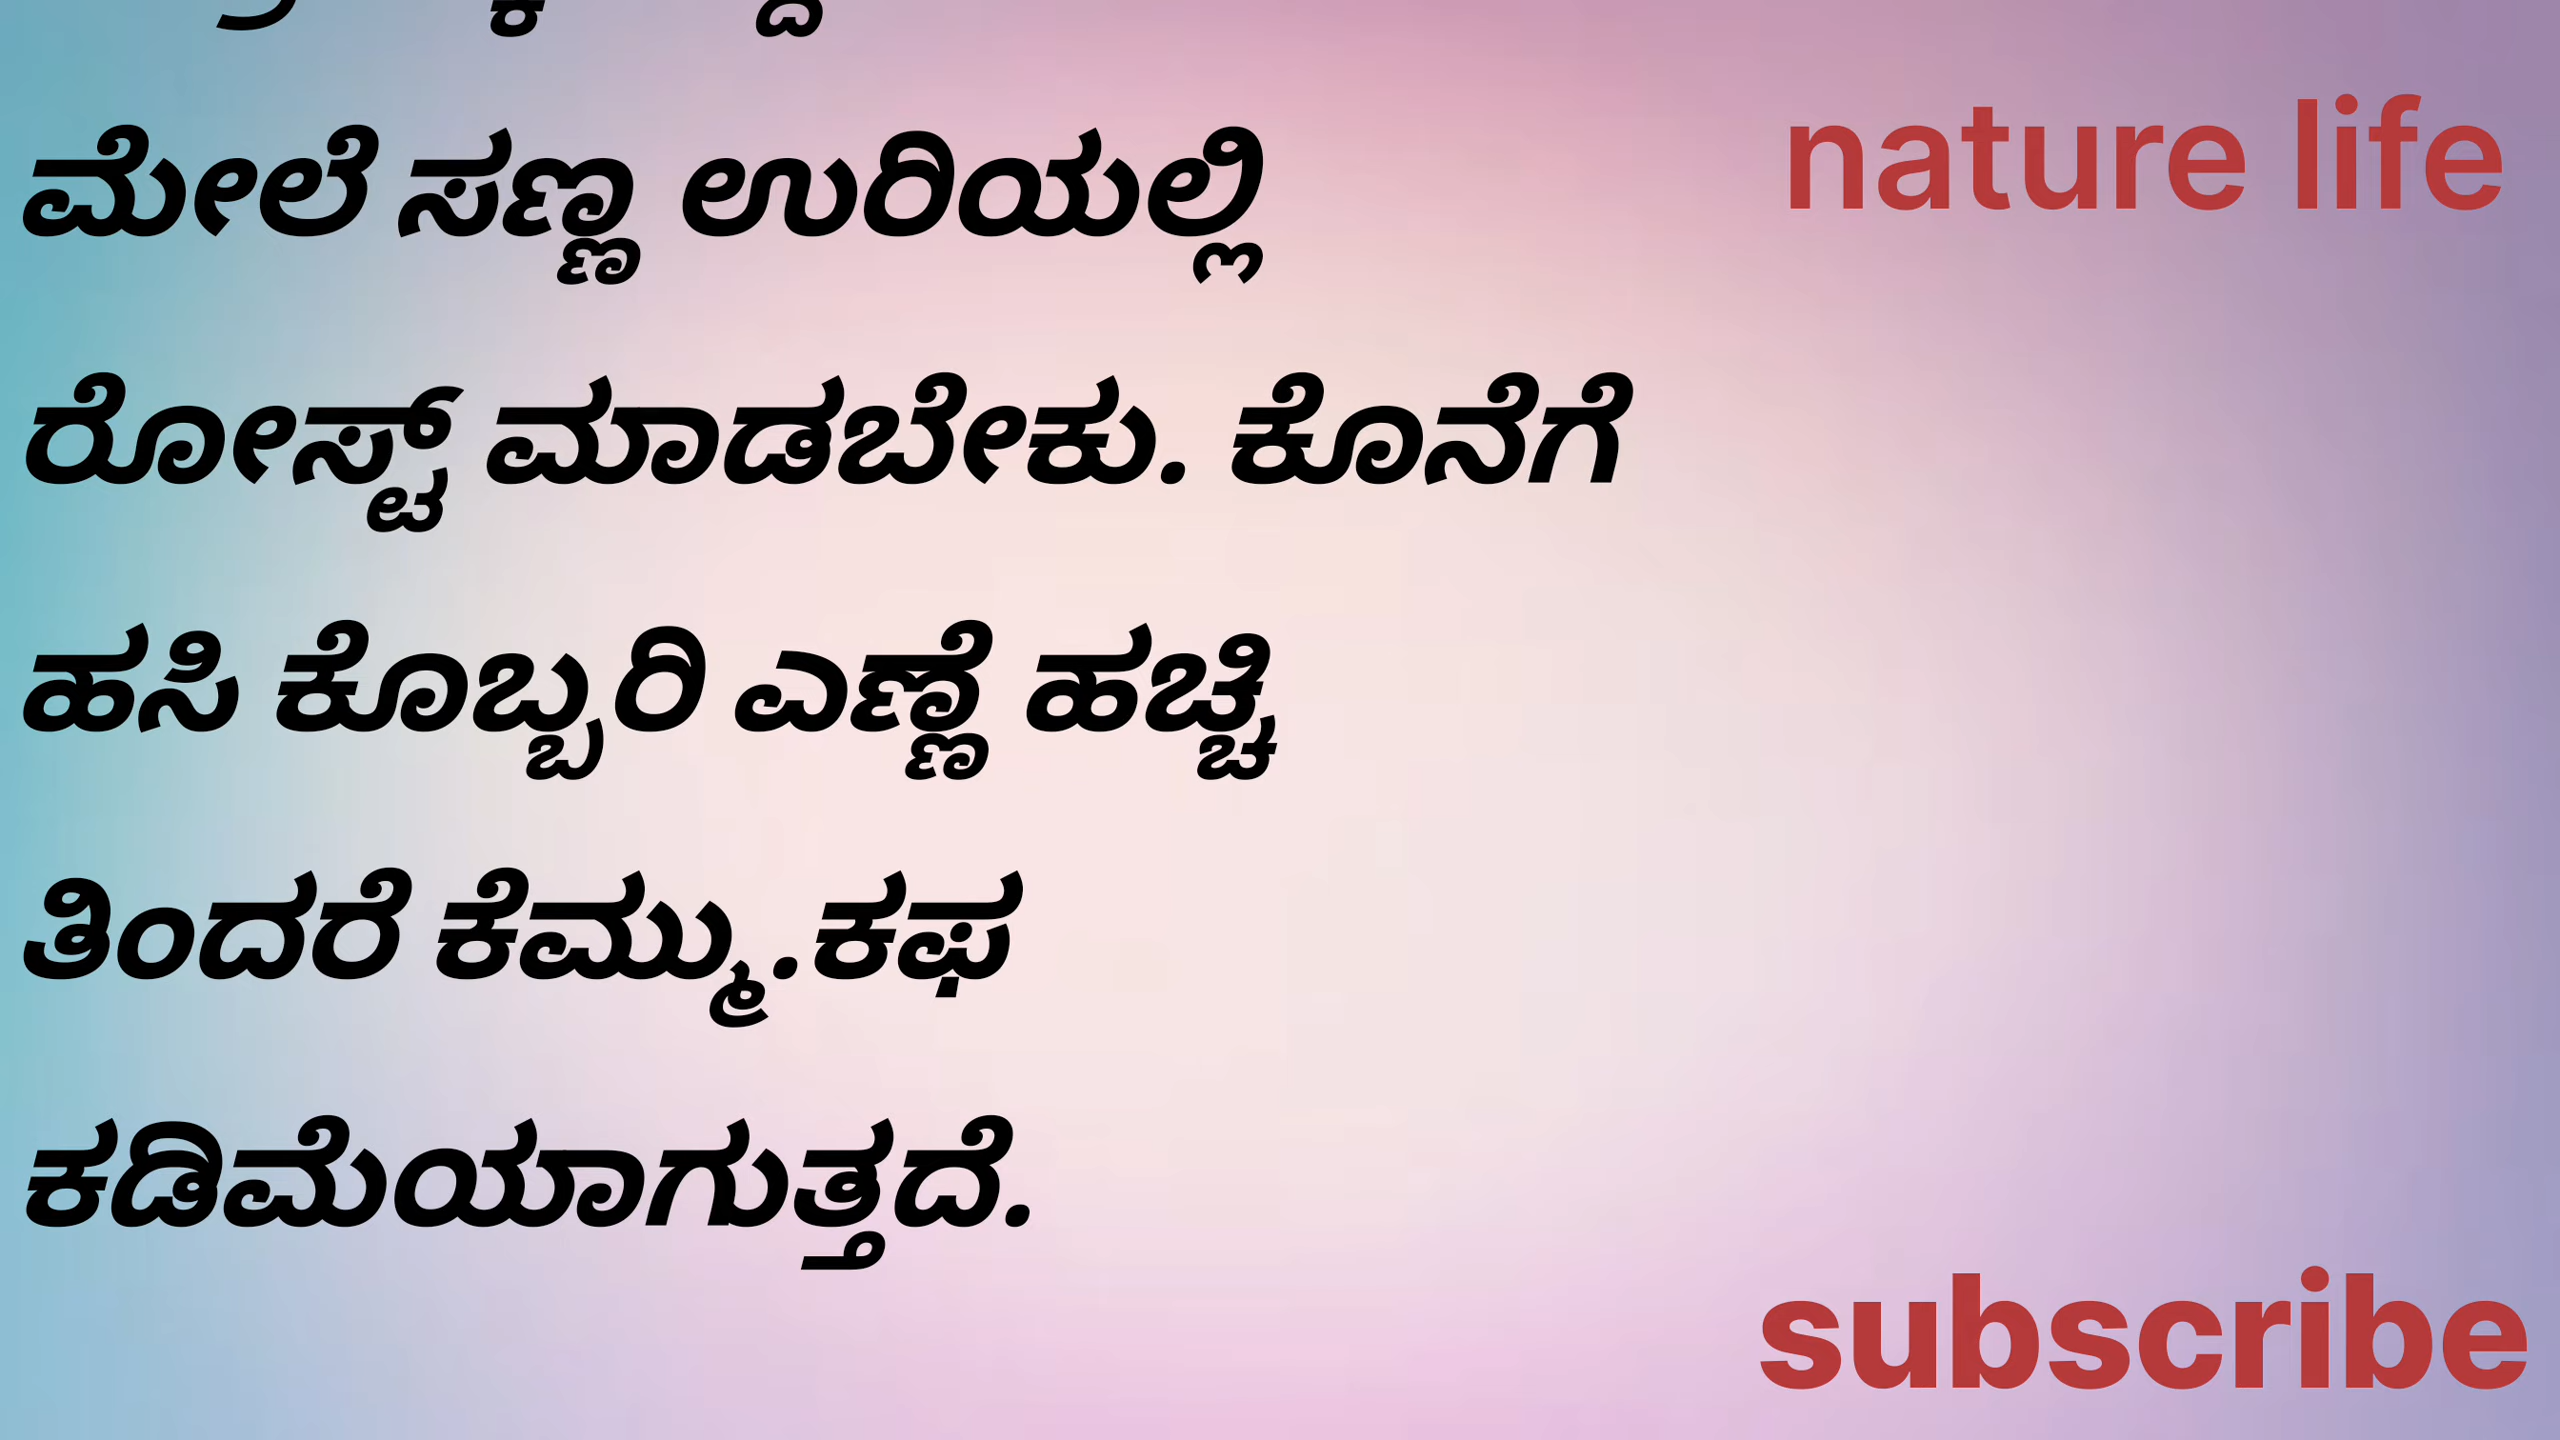 ಮೇಲೆ ಸಣ್ಣ ಉರಿಯಲ್ಲಿ
nature life
ರೋಸ್ಟ್ ಮಾಡಬೇಕು. ಕೊನೆಗೆ
ಹಸಿ ಕೊಬ್ಬರಿ ಎಣ್ಣೆ ಹಚ್ಚಿ
ತಿಂದರೆ ಕೆಮ್ಮು.ಕಫ
ಕಡಿಮೆಯಾಗುತ್ತದೆ.
subscribe